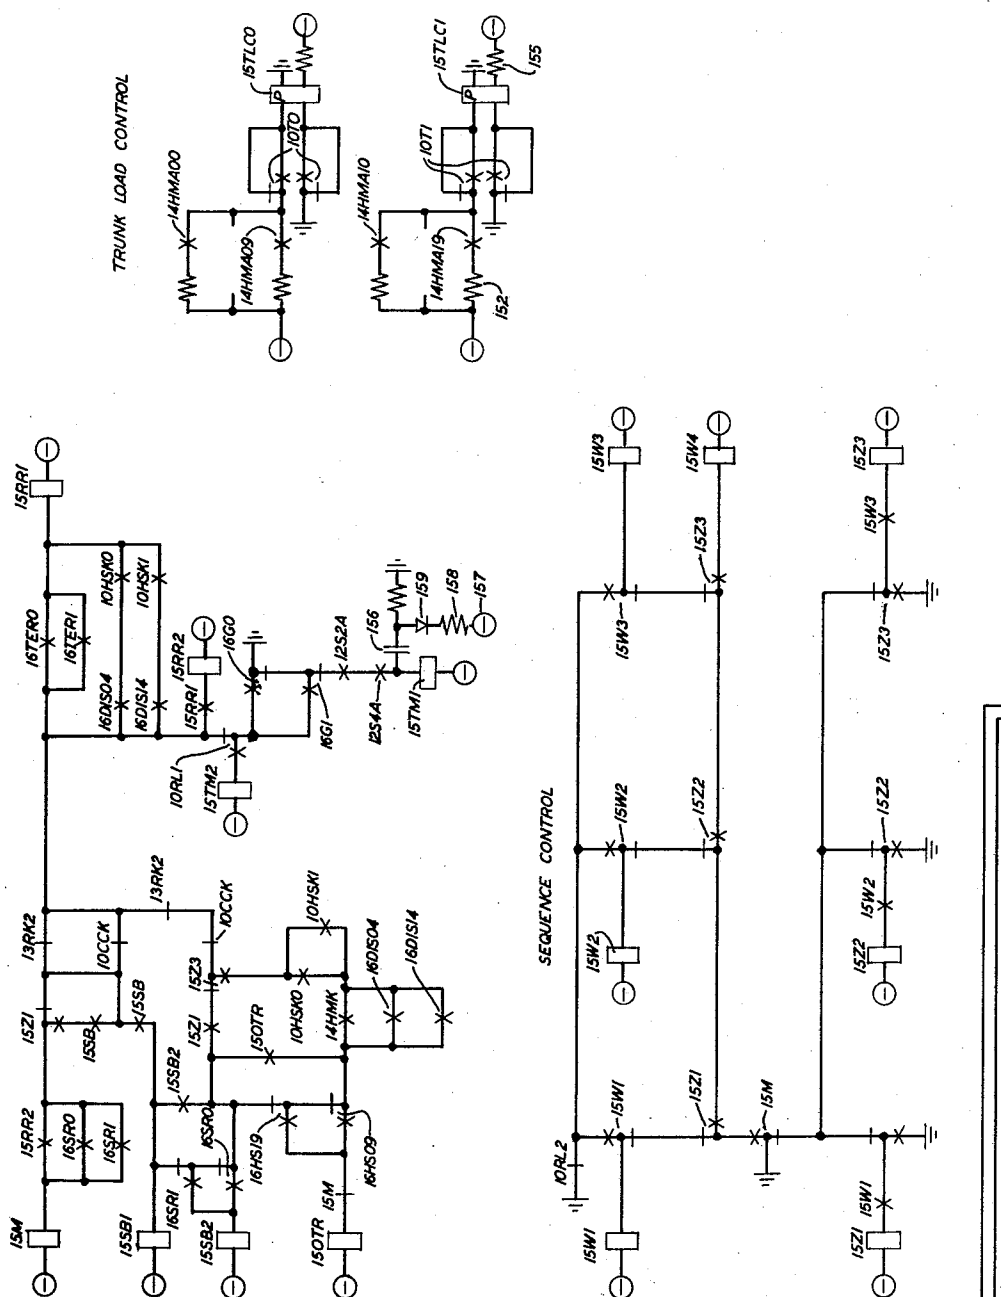 TRUNK LOAD CONTROL
14HMA00
15TLC0
P
14HMA09
10T0
14HMA10
15TLC1
P
14HMA19
10T1
155
152
15M
15RR2
16SR0
16SR1
15Z1
15SB
13RK2
10CCK
15SB
13RK2
16TER0
16TER1
15RR1
16DIS04
10HSK0
16DIS14
10HSK1
15RR1
15RR2
10RL1
15TM2
16G0
16G1
12S2A
12S4A
15TM1
156
159
158
157
15SB1
16SR1
15SB2
16SR0
15SB2
16HS19
15Z1
15Z3
10CCK
15OTR
10HSK0
10HSK1
14HMK
16DIS04
16DIS14
16HS09
15M
15OTR
SEQUENCE CONTROL
10RL2
15W1
15W1
15Z1
15M
15W1
15Z1
15W2
15W2
15Z2
15W2
15Z2
15Z2
15W3
15W3
15Z3
15W4
15Z3
15W3
15Z3